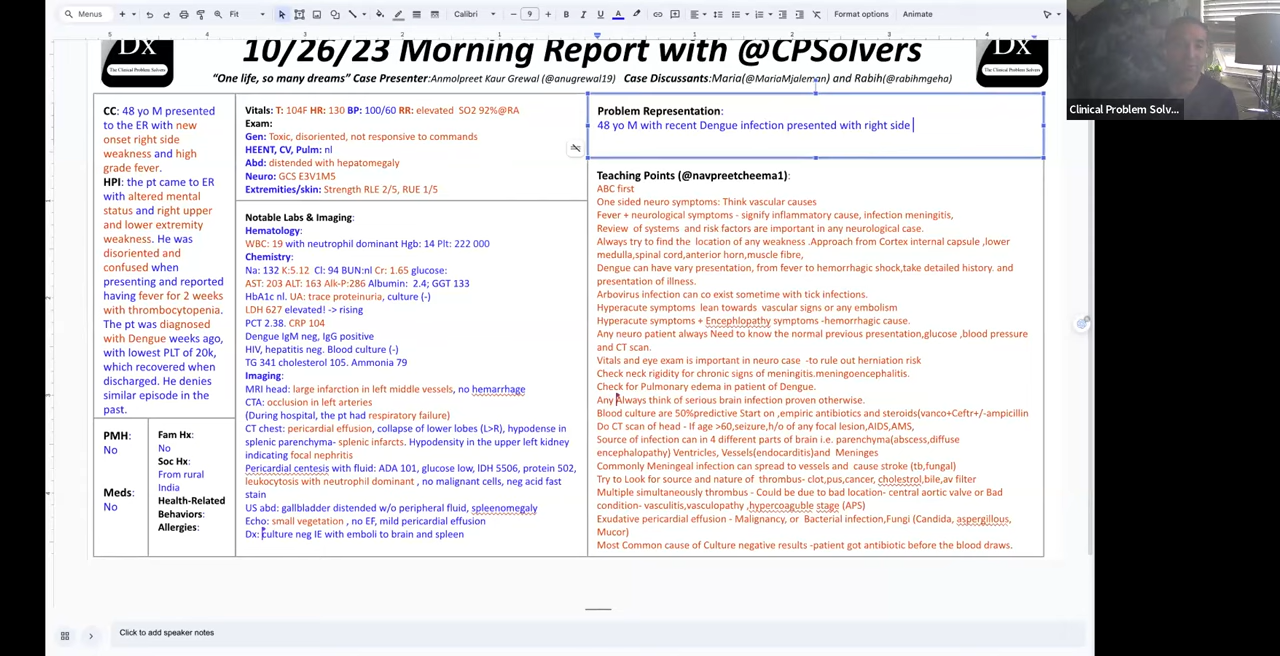 Menus
Fit
Calibri
9
B I U A
Format options
Animate
5 4 3 2 1 1 2 3 4
Dx
The Clinical Problem Solvers
10/26/23 Morning Report with @CPSolvers
“One life, so many dreams” Case Presenter:Anmolpreet Kaur Grewal (@anugrewal19) Case Discussants:Maria(@MariaMjaleman) and Rabih(@rabihmgeha)
Dx
The Clinical Problem Solvers
CC: 48 yo M presented
to the ER with new
onset right side
weakness and high
grade fever.
HPI: the pt came to ER
with altered mental
status and right upper
and lower extremity
weakness. He was
disoriented and
confused when
presenting and reported
having fever for 2 weeks
with thrombocytopenia.
The pt was diagnosed
with Dengue weeks ago,
with lowest PLT of 20k,
which recovered when
discharged. He denies
similar episode in the
past.
PMH:
No
Meds:
No
Fam Hx:
No
Soc Hx:
From rural
India
Health-Related
Behaviors:
Allergies:
Vitals: T: 104F HR: 130 BP: 100/60 RR: elevated SO2 92%@RA
Exam:
Gen: Toxic, disoriented, not responsive to commands
HEENT, CV, Pulm: nl
Abd: distended with hepatomegaly
Neuro: GCS E3V1M5
Extremities/skin: Strength RLE 2/5, RUE 1/5
Notable Labs & Imaging:
Hematology:
WBC: 19 with neutrophil dominant Hgb: 14 Plt: 222 000
Chemistry:
Na: 132 K:5.12 Cl: 94 BUN:nl Cr: 1.65 glucose:
AST: 203 ALT: 163 Alk-P:286 Albumin: 2.4; GGT 133
HbA1c nl. UA: trace proteinuria, culture (-)
LDH 627 elevated! -> rising
PCT 2.38. CRP 104
Dengue IgM neg, IgG positive
HIV, hepatitis neg. Blood culture (-)
TG 341 cholesterol 105. Ammonia 79
Imaging:
MRI head: large infarction in left middle vessels, no hemarrhage
CTA: occlusion in left arteries
(During hospital, the pt had respiratory failure)
CT chest: pericardial effusion, collapse of lower lobes (L>R), hypodense in
splenic parenchyma- splenic infarcts. Hypodensity in the upper left kidney
indicating focal nephritis
Pericardial centesis with fluid: ADA 101, glucose low, lDH 5506, protein 502,
leukocytosis with neutrophil dominant , no malignant cells, neg acid fast
stain
US abd: gallbladder distended w/o peripheral fluid, spleenomegaly
Echo: small vegetation , no EF, mild pericardial effusion
Dx: culture neg IE with emboli to brain and spleen
Problem Representation:
48 yo M with recent Dengue infection presented with right side
Teaching Points (@navpreetcheema1):
ABC first
One sided neuro symptoms: Think vascular causes
Fever + neurological symptoms - signify inflammatory cause, infection meningitis,
Review of systems and risk factors are important in any neurological case.
Always try to find the location of any weakness .Approach from Cortex internal capsule ,lower
medulla,spinal cord,anterior horn,muscle fibre,
Dengue can have vary presentation, from fever to hemorrhagic shock,take detailed history. and
presentation of illness.
Arbovirus infection can co exist sometime with tick infections.
Hyperacute symptoms lean towards vascular signs or any embolism
Hyperacute symptoms + Encephlopathy symptoms -hemorrhagic cause.
Any neuro patient always Need to know the normal previous presentation,glucose ,blood pressure
and CT scan.
Vitals and eye exam is important in neuro case -to rule out herniation risk
Check neck rigidity for chronic signs of meningitis.meningoencephalitis.
Check for Pulmonary edema in patient of Dengue.
Any Always think of serious brain infection proven otherwise.
Blood culture are 50%predictive Start on ,empiric antibiotics and steroids(vanco+Ceftr+/-ampicillin
Do CT scan of head - If age >60,seizure,h/o of any focal lesion,AIDS,AMS,
Source of infection can in 4 different parts of brain i.e. parenchyma(abscess,diffuse
encephalopathy) Ventricles, Vessels(endocarditis)and Meninges
Commonly Meningeal infection can spread to vessels and cause stroke (tb,fungal)
Try to Look for source and nature of thrombus- clot,pus,cancer, cholestrol,bile,av filter
Multiple simultaneously thrombus - Could be due to bad location- central aortic valve or Bad
condition- vasculitis,vasculopathy ,hypercoaguble stage (APS)
Exudative pericardial effusion - Malignancy, or Bacterial infection,Fungi (Candida, aspergillous,
Mucor)
Most Common cause of Culture negative results -patient got antibiotic before the blood draws.
Clinical Problem Solv...
Click to add speaker notes